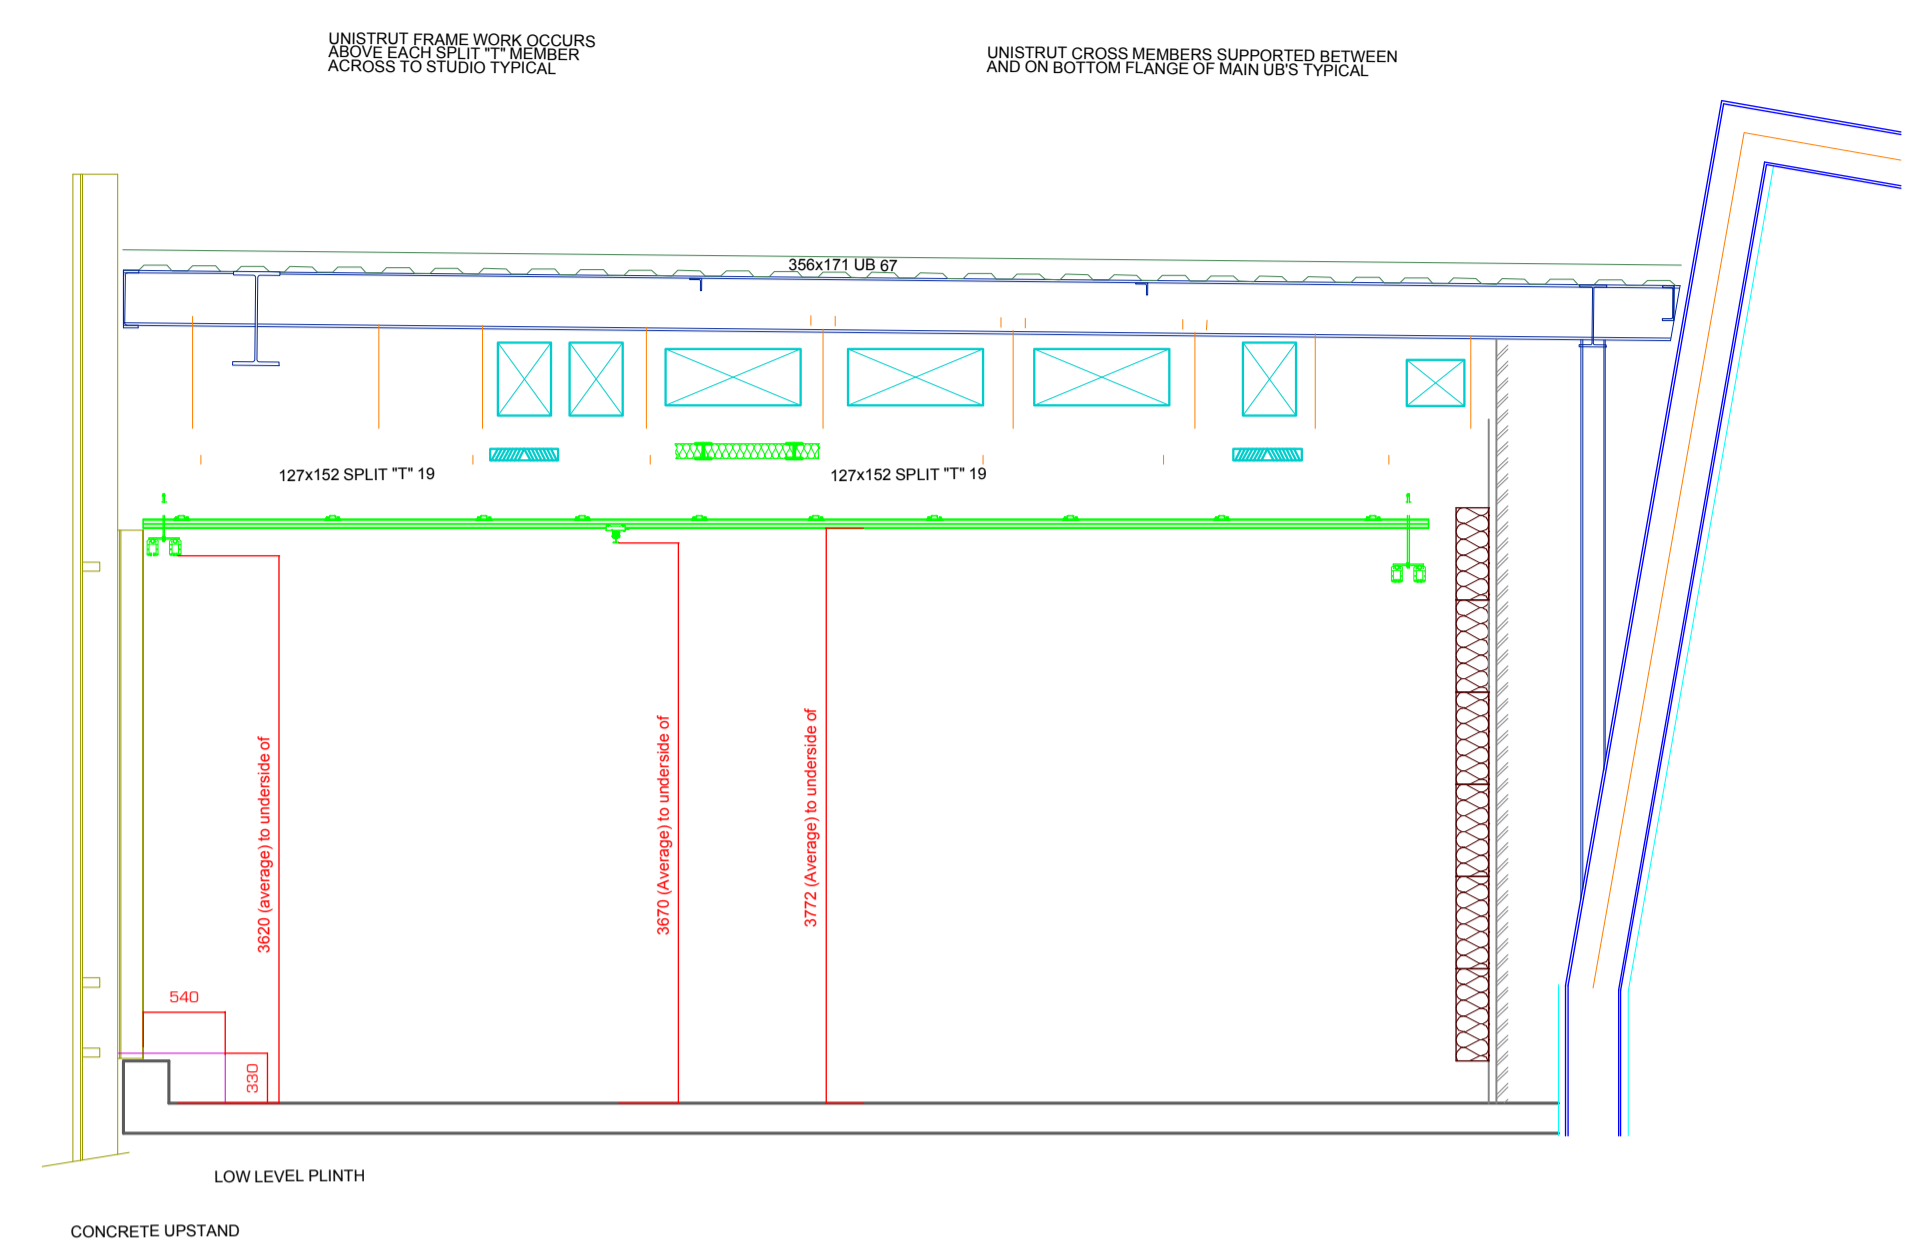 UNISTRUT FRAME WORK OCCURS
ABOVE EACH SPLIT "T" MEMBER
ACROSS TO STUDIO TYPICAL
UNISTRUT CROSS MEMBERS SUPPORTED BETWEEN
AND ON BOTTOM FLANGE OF MAIN UB'S TYPICAL
356x171 UB 67
127x152 SPLIT "T" 19
127x152 SPLIT "T" 19
3620 (average) to underside of
3670 (Average) to underside of
3772 (Average) to underside of
540
330
LOW LEVEL PLINTH
CONCRETE UPSTAND